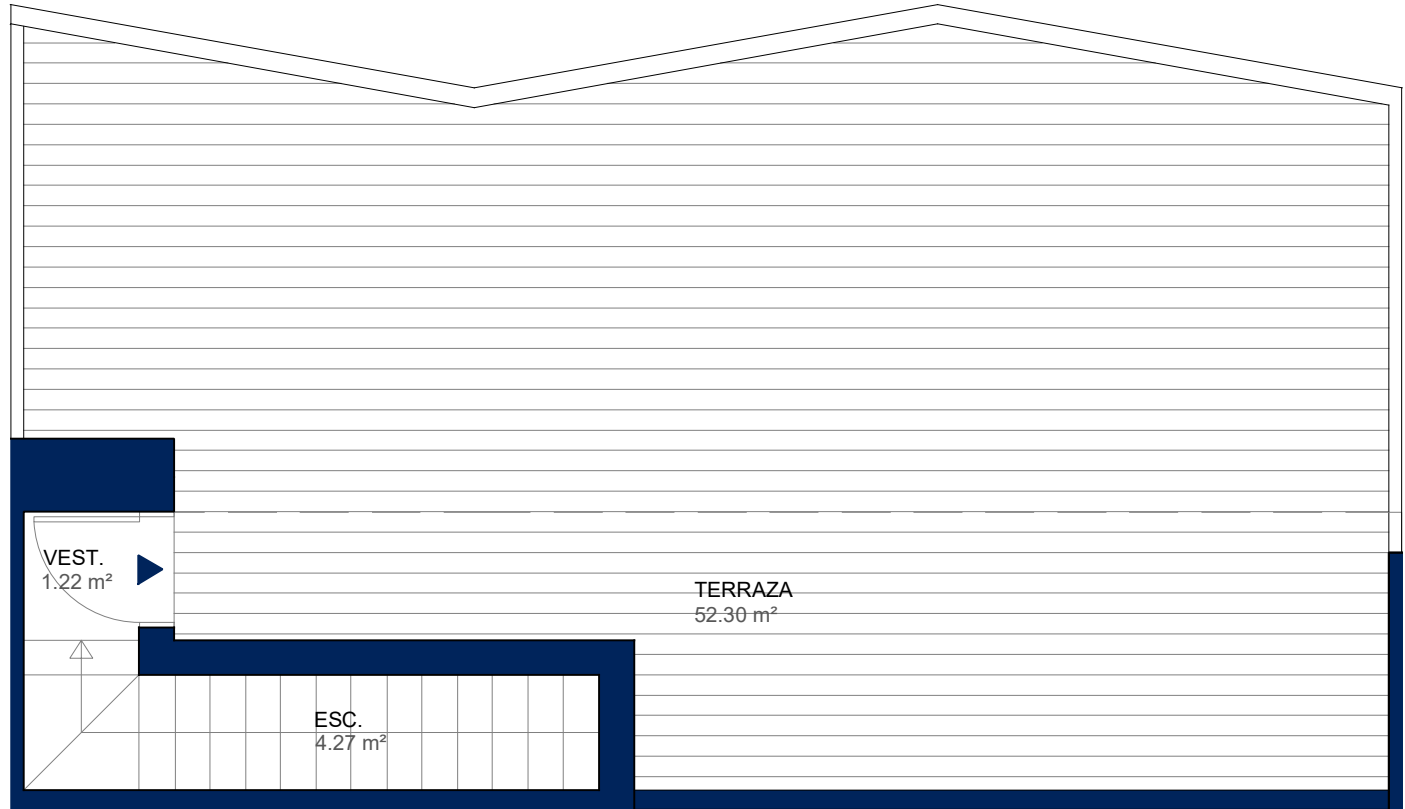 VEST.
1.22 m²
TERRAZA
52.30 m²
ESC.
4.27 m²